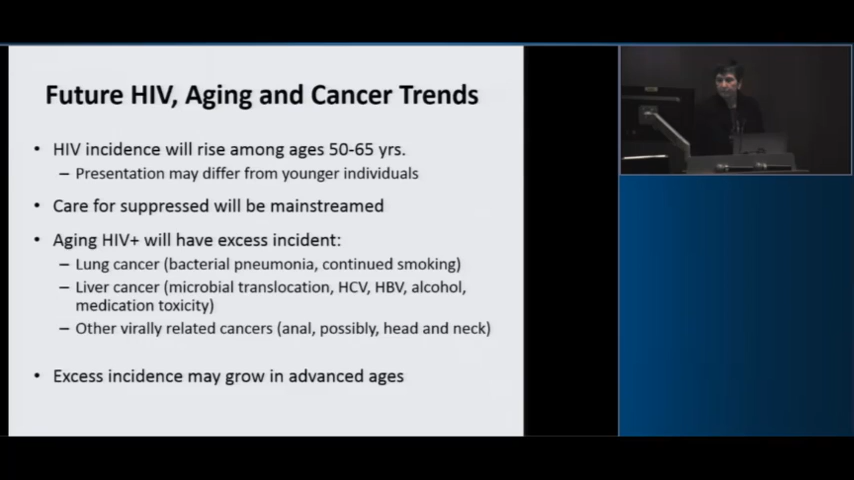 Future HIV, Aging and Cancer Trends
• HIV incidence will rise among ages 50-65 yrs.
– Presentation may differ from younger individuals
• Care for suppressed will be mainstreamed
• Aging HIV+ will have excess incident:
– Lung cancer (bacterial pneumonia, continued smoking)
– Liver cancer (microbial translocation, HCV, HBV, alcohol,
medication toxicity)
– Other virally related cancers (anal, possibly, head and neck)
• Excess incidence may grow in advanced ages